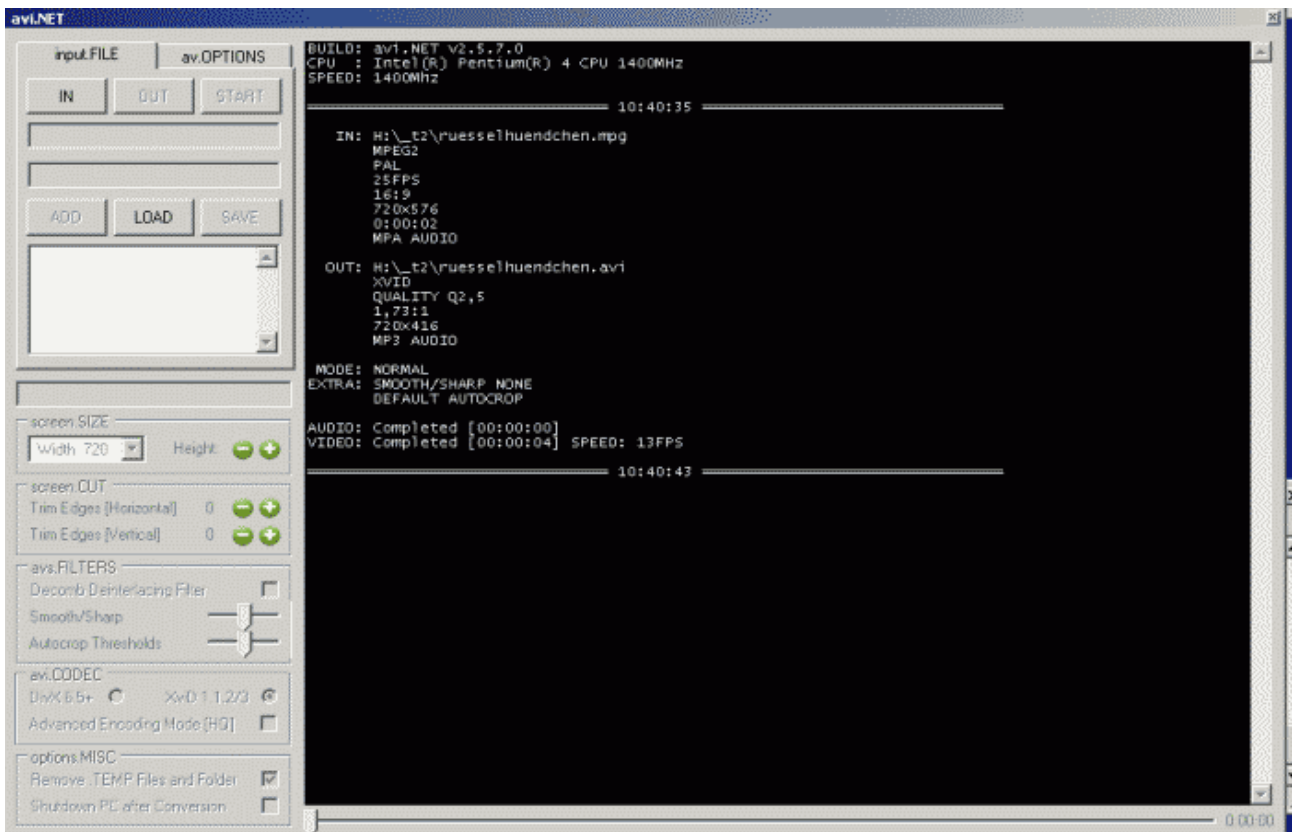 avi.NET
input.FILE
av.OPTIONS
IN
OUT
START
ADD
LOAD
SAVE
screen.SIZE
Width 720
Height
screen.CUT
Trim Edges [Horizontal] 0
Trim Edges [Vertical] 0
avs.FILTERS
Decomb Deinterlacing Filter
Smooth/Sharp
Autocrop Thresholds
avi.CODEC
DivX 6.5+ XviD 1.1.2/3
Advanced Encoding Mode [HQ]
options.MISC
Remove .TEMP Files and Folder
Shutdown PC after Conversion
BUILD: avi.NET v2.5.7.0
CPU : Intel(R) Pentium(R) 4 CPU 1400MHz
SPEED: 1400Mhz
10:40:35
IN: H:\_t2\ruesselhuendchen.mpg
MPEG2
PAL
25FPS
16:9
720x576
0:00:02
MPA AUDIO
OUT: H:\_t2\ruesselhuendchen.avi
XVID
QUALITY Q2,5
1,73:1
720x416
MP3 AUDIO
MODE: NORMAL
EXTRA: SMOOTH/SHARP NONE
DEFAULT AUTOCROP
AUDIO: Completed [00:00:00]
VIDEO: Completed [00:00:04] SPEED: 13FPS
10:40:43
0:00:00